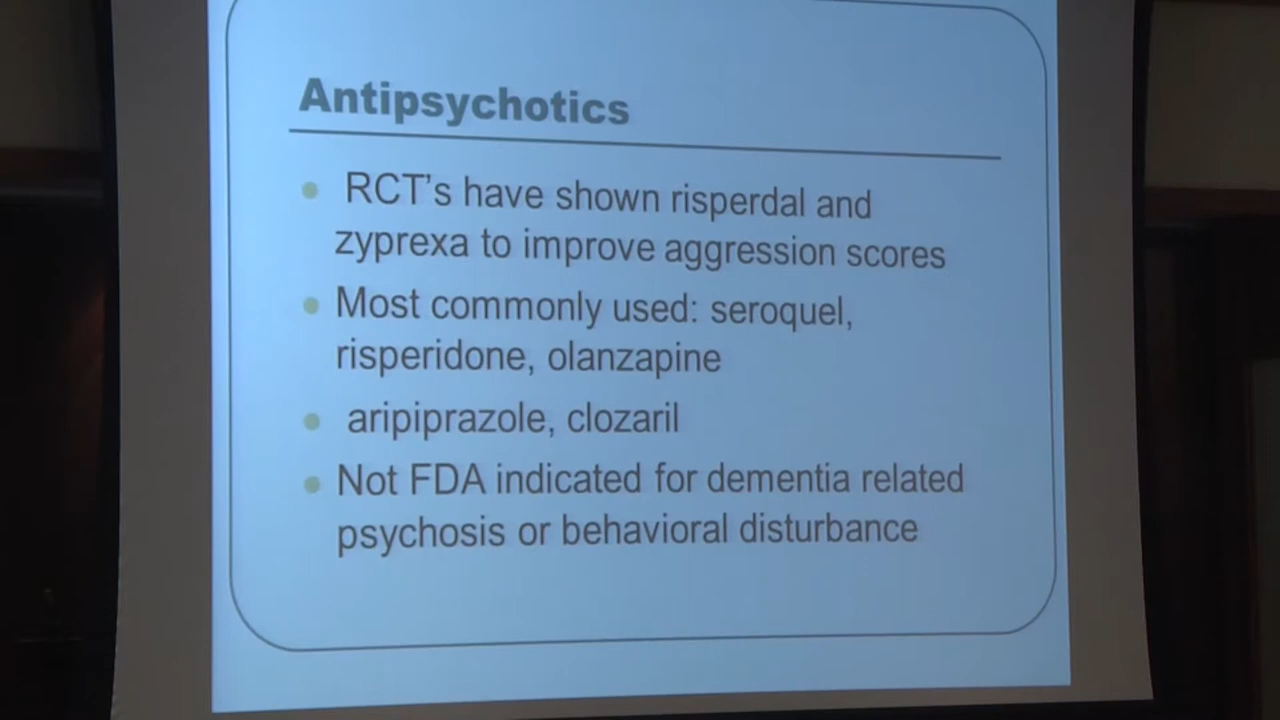 Antipsychotics
RCT's have shown risperdal and
zyprexa to improve aggression scores
Most commonly used: seroquel,
risperidone, olanzapine
aripiprazole, clozaril
Not FDA indicated for dementia related
psychosis or behavioral disturbance